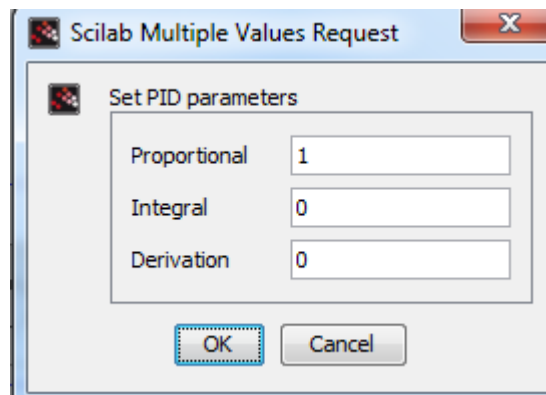 Scilab Multiple Values Request
Set PID parameters
Proportional 1
Integral 0
Derivation 0
OK Cancel